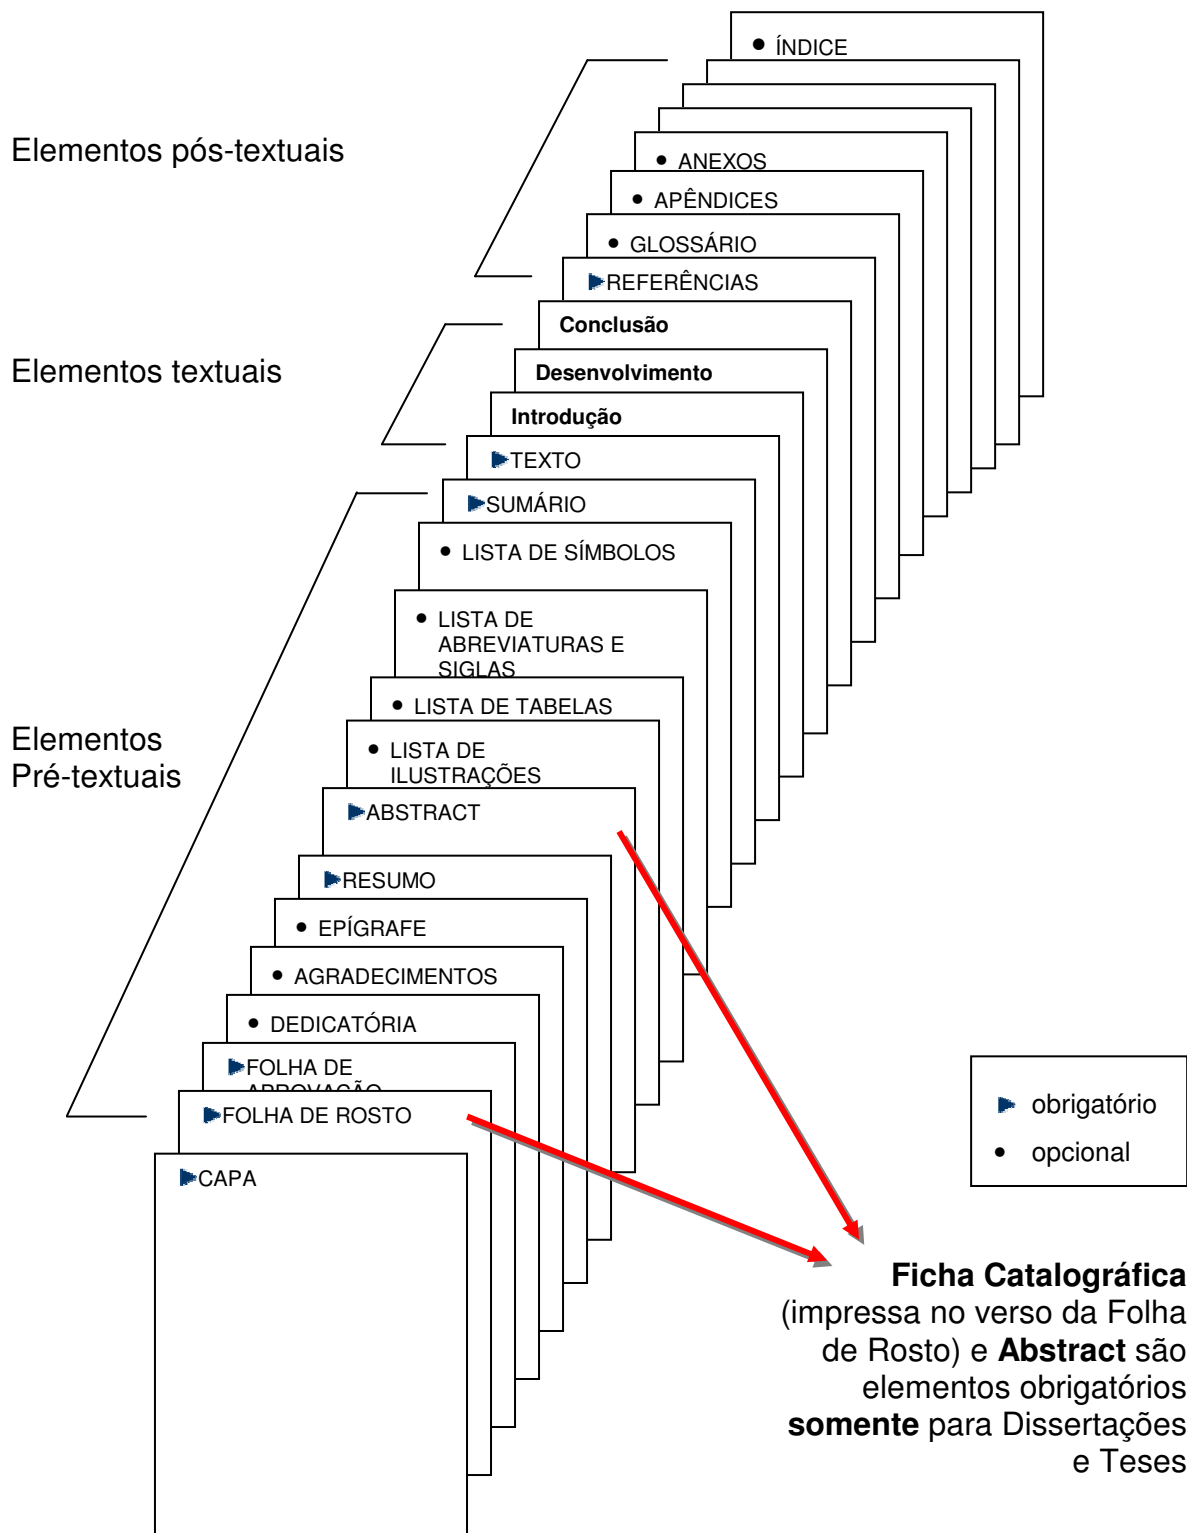 • ÍNDICE
Elementos pós-textuais
• ANEXOS
• APÊNDICES
• GLOSSÁRIO
REFERÊNCIAS
Conclusão
Elementos textuais
Desenvolvimento
Introdução
TEXTO
SUMÁRIO
• LISTA DE SÍMBOLOS
• LISTA DE
ABREVIATURAS E
SIGLAS
• LISTA DE TABELAS
Elementos
Pré-textuais
• LISTA DE
ILUSTRAÇÕES
ABSTRACT
RESUMO
• EPÍGRAFE
• AGRADECIMENTOS
• DEDICATÓRIA
FOLHA DE
APROVAÇÃO
FOLHA DE ROSTO
CAPA
obrigatório
• opcional
Ficha Catalográfica
(impressa no verso da Folha
de Rosto) e Abstract são
elementos obrigatórios
somente para Dissertações
e Teses